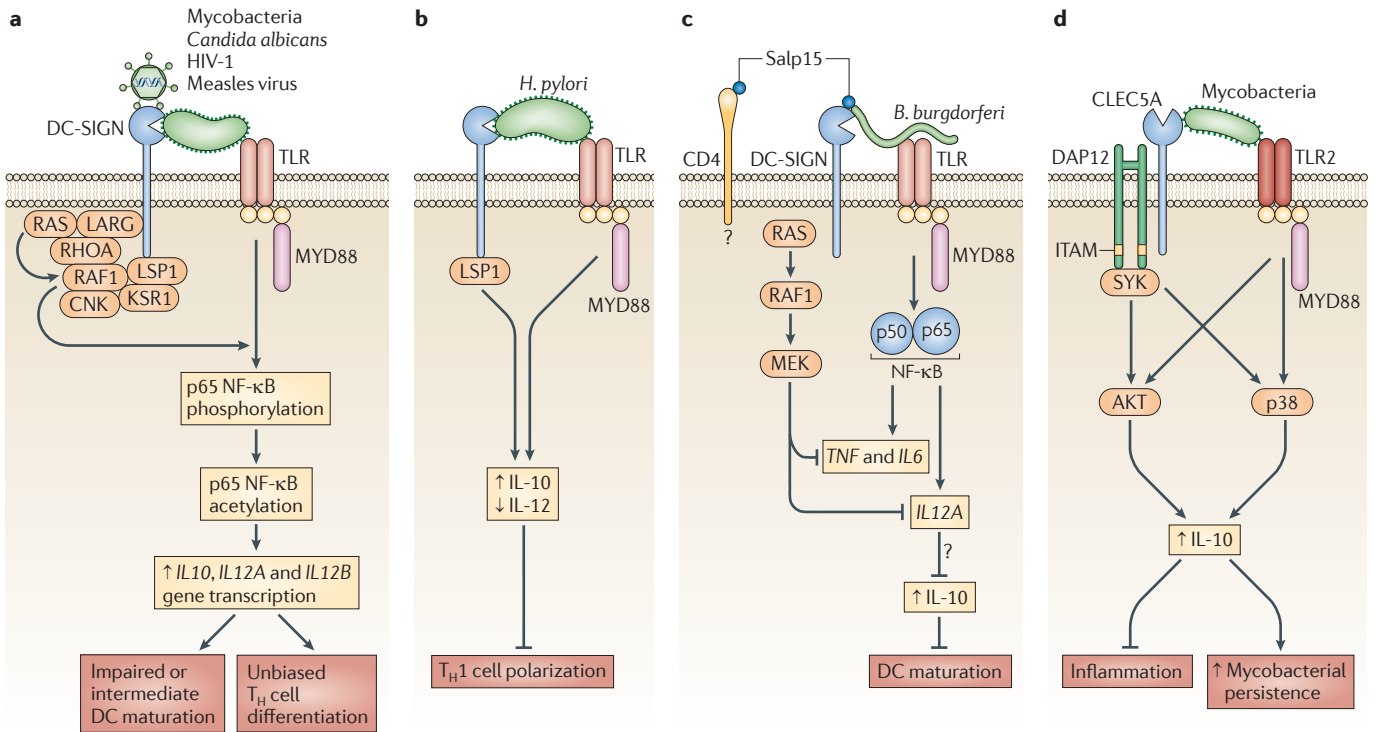 a
Mycobacteria
Candida albicans
HIV-1
Measles virus
DC-SIGN
TLR
RAS
LARG
RHOA
RAF1
LSP1
CNK
KSR1
MYD88
p65 NF-κB
phosphorylation
p65 NF-κB
acetylation
↑ IL10, IL12A and IL12B
gene transcription
Impaired or
intermediate
DC maturation
Unbiased
TH cell
differentiation
b
H. pylori
TLR
LSP1
MYD88
↑ IL-10
↓ IL-12
TH1 cell polarization
c
Salp15
B. burgdorferi
CD4
DC-SIGN
TLR
?
RAS
MYD88
RAF1
p50
p65
MEK
NF-κB
TNF and IL6
IL12A
?
↑ IL-10
DC maturation
d
CLEC5A
Mycobacteria
DAP12
TLR2
ITAM
SYK
MYD88
AKT
p38
↑ IL-10
Inflammation
↑ Mycobacterial
persistence